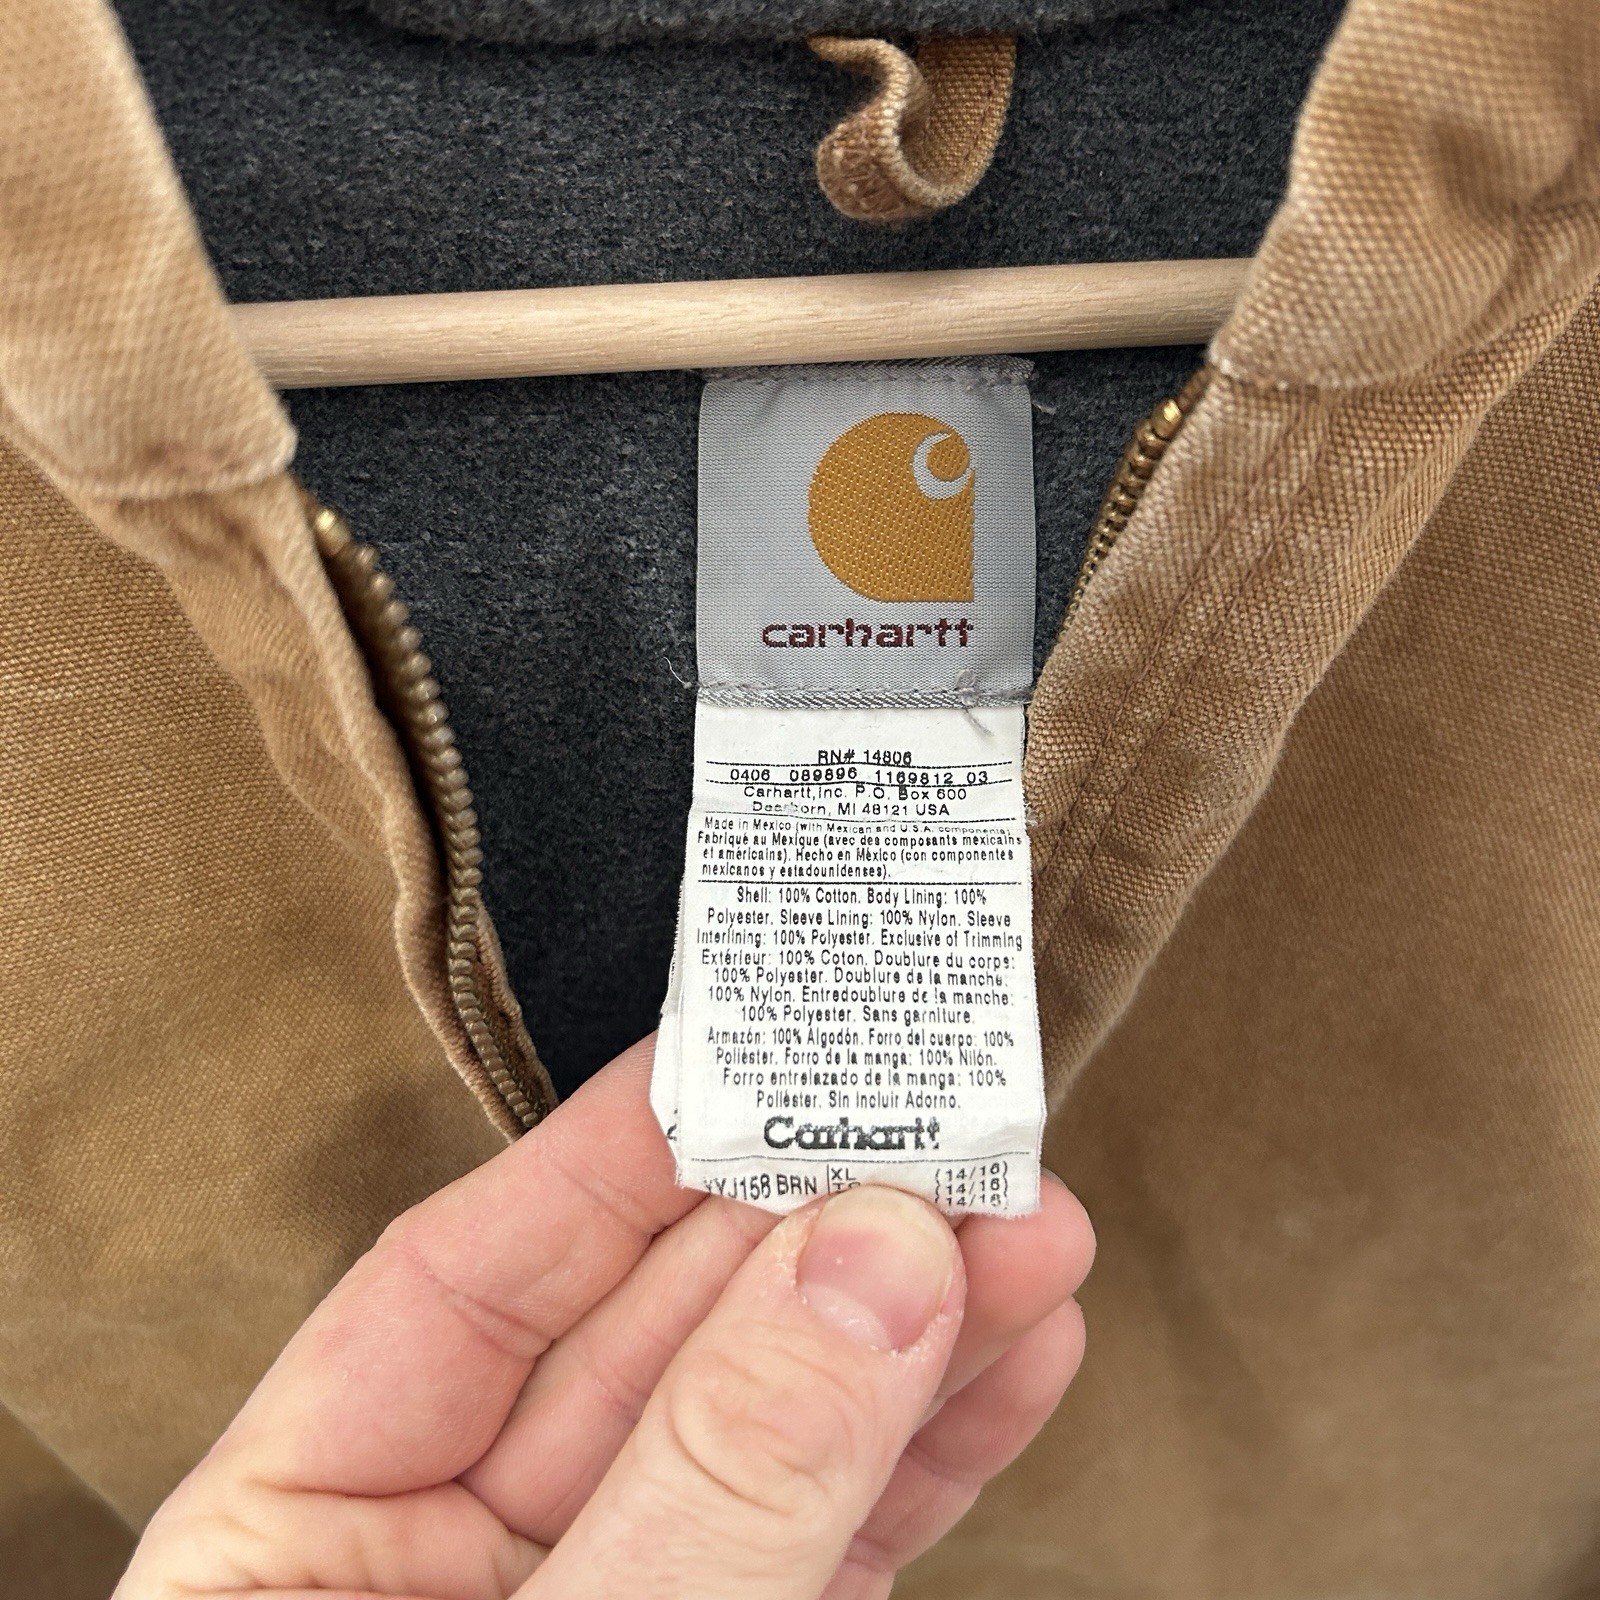 carhartt
RN# 14806
0406 089896 1169812 03
Carhartt,Inc. P.O. Box 600
Dearborn, MI 48121 USA
Made in Mexico (with Mexican and U.S.A. components)
Fabriqué au Mexique (avec des composants mexicains
et américains). Hecho en México (con componentes
mexicanos y estadounidenses).
Shell: 100% Cotton. Body Lining: 100%
Polyester. Sleeve Lining: 100% Nylon. Sleeve
Interlining: 100% Polyester. Exclusive of Trimming
Extérieur: 100% Coton. Doublure du corps:
100% Polyester. Doublure de la manche:
100% Nylon. Entredoublure de la manche:
100% Polyester. Sans garniture.
Armazón: 100% Algodón. Forro del cuerpo: 100%
Poliéster. Forro de la manga: 100% Nilón.
Forro entrelazado de la manga: 100%
Poliéster. Sin Incluir Adorno.
Carhartt
YJ158 BRN XL (14/16)
(14/16)
(14/16)